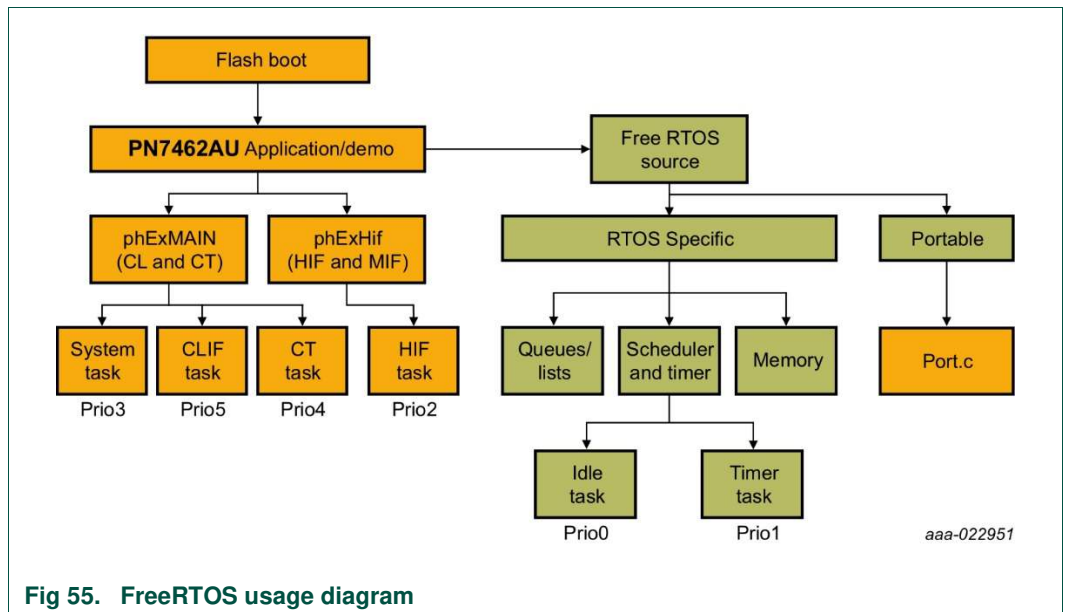 Flash boot
PN7462AU Application/demo
Free RTOS
source
phExMAIN
(CL and CT)
phExHif
(HIF and MIF)
RTOS Specific
Portable
System
task
CLIF
task
CT
task
HIF
task
Queues/
lists
Scheduler
and timer
Memory
Port.c
Prio3
Prio5
Prio4
Prio2
Idle
task
Timer
task
Prio0
Prio1
aaa-022951
Fig 55. FreeRTOS usage diagram